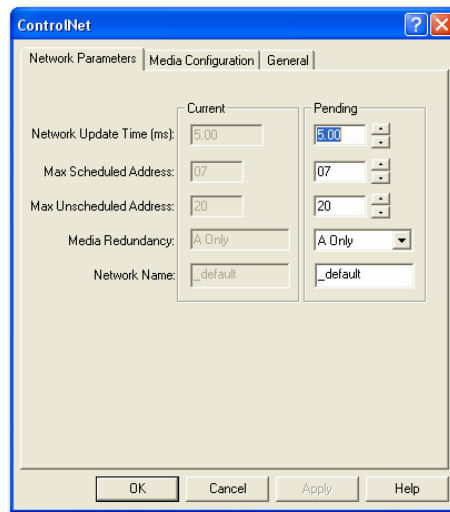 ControlNet
Network Parameters Media Configuration General
Current Pending
Network Update Time (ms): 5.00 5.00
Max Scheduled Address: 07 07
Max Unscheduled Address: 20 20
Media Redundancy: A Only A Only
Network Name: _default _default
OK Cancel Apply Help